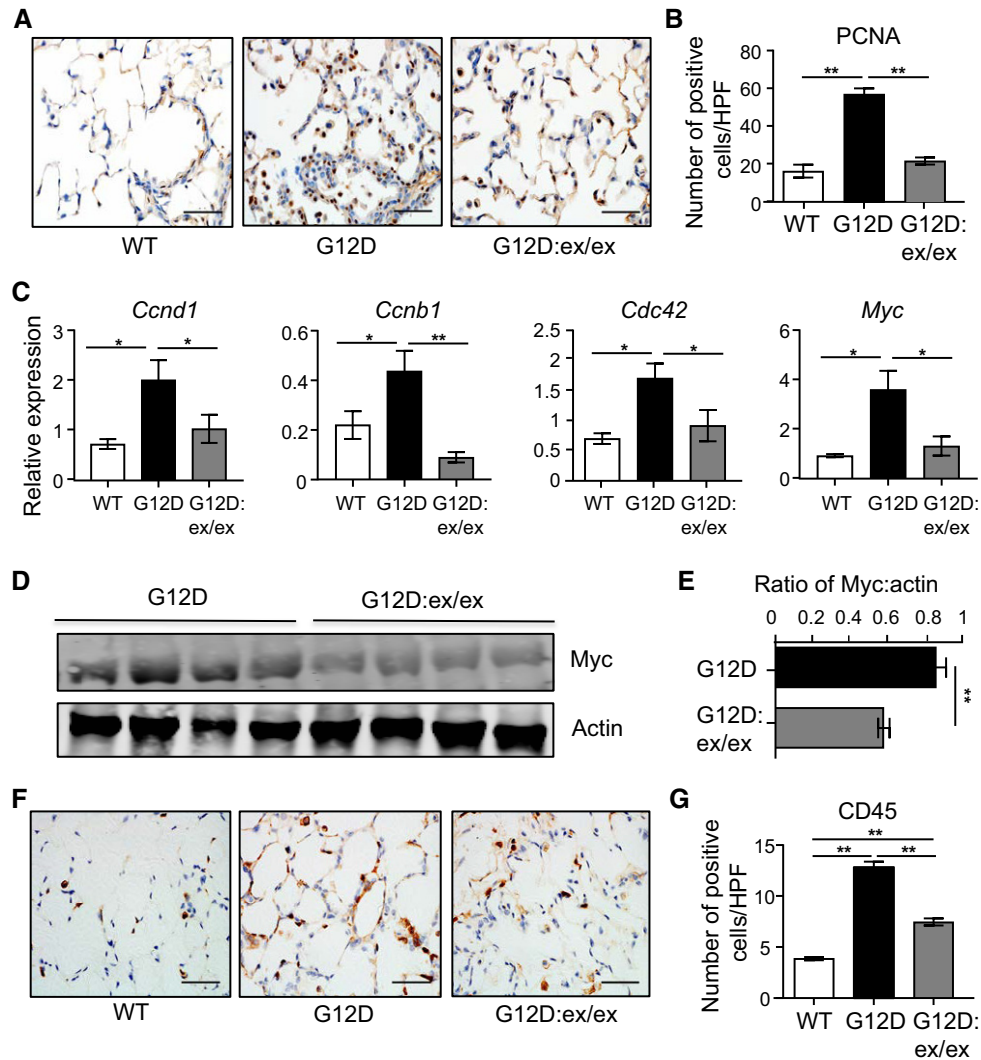 A
WT
G12D
G12D:ex/ex
B
PCNA
Number of positive
cells/HPF
80
60
40
20
0
**
**
WT
G12D
G12D:
ex/ex
C
Relative expression
Ccnd1
3
2
1
0
*
*
WT
G12D
G12D:
ex/ex
Ccnb1
0.6
0.4
0.2
0
*
**
WT
G12D
G12D:
ex/ex
Cdc42
2.5
2
1.5
1
0.5
0
*
*
WT
G12D
G12D:
ex/ex
Myc
6
4
2
0
*
*
WT
G12D
G12D:
ex/ex
D
G12D
G12D:ex/ex
Myc
Actin
E
Ratio of Myc:actin
0 0.2 0.4 0.6 0.8 1
G12D
G12D:
ex/ex
**
F
WT
G12D
G12D:ex/ex
G
CD45
Number of positive
cells/HPF
15
10
5
0
**
**
**
WT
G12D
G12D:
ex/ex